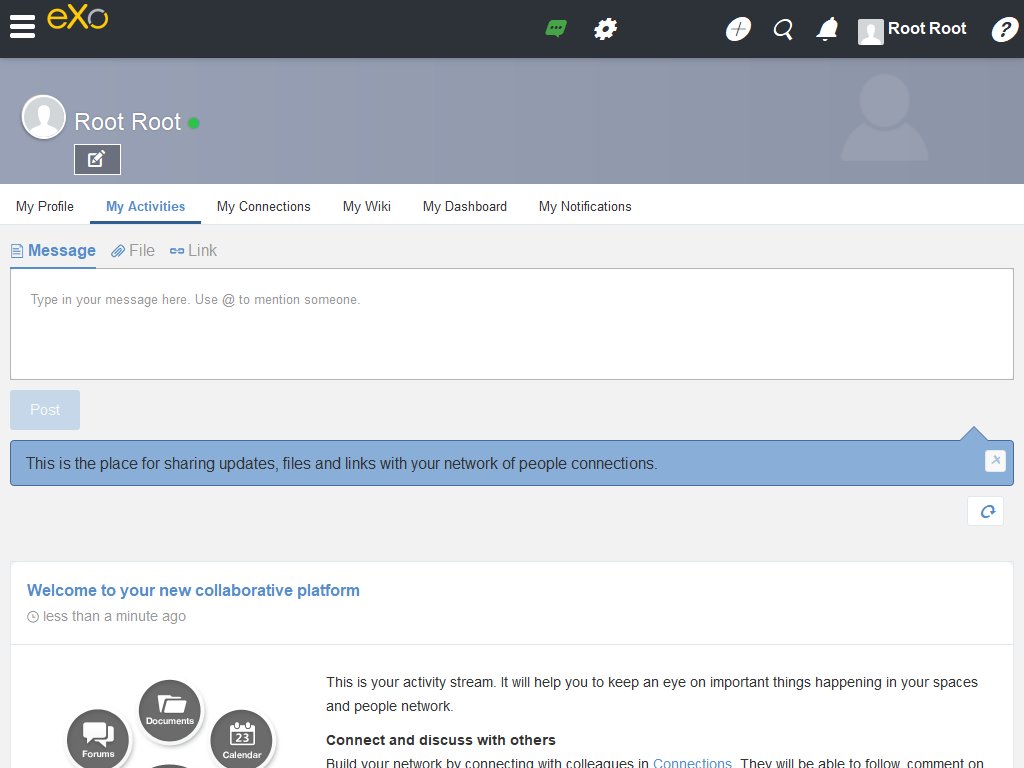 eXo
Root Root
?
Root Root
My Profile My Activities My Connections My Wiki My Dashboard My Notifications
Message File Link
Type in your message here. Use @ to mention someone.
Post
This is the place for sharing updates, files and links with your network of people connections.
Welcome to your new collaborative platform
less than a minute ago
Documents
Forums
23
Calendar
This is your activity stream. It will help you to keep an eye on important things happening in your spaces
and people network.
Connect and discuss with others
Build your network by connecting with colleagues in Connections. They will be able to follow, comment on